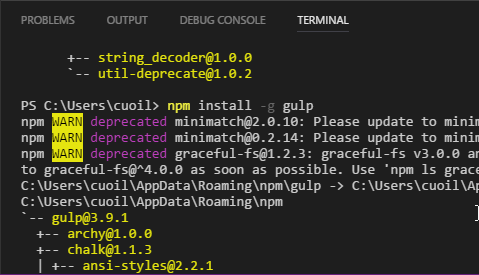 PROBLEMS OUTPUT DEBUG CONSOLE TERMINAL
+-- string_decoder@1.0.0
`-- util-deprecate@1.0.2
PS C:\Users\cuoil> npm install -g gulp
npm WARN deprecated minimatch@2.0.10: Please update to minim
npm WARN deprecated minimatch@0.2.14: Please update to minim
npm WARN deprecated graceful-fs@1.2.3: graceful-fs v3.0.0 an
to graceful-fs@^4.0.0 as soon as possible. Use 'npm ls grace
C:\Users\cuoil\AppData\Roaming\npm\gulp -> C:\Users\cuoil\Ap
C:\Users\cuoil\AppData\Roaming\npm
`-- gulp@3.9.1
+-- archy@1.0.0
+-- chalk@1.1.3
| +-- ansi-styles@2.2.1